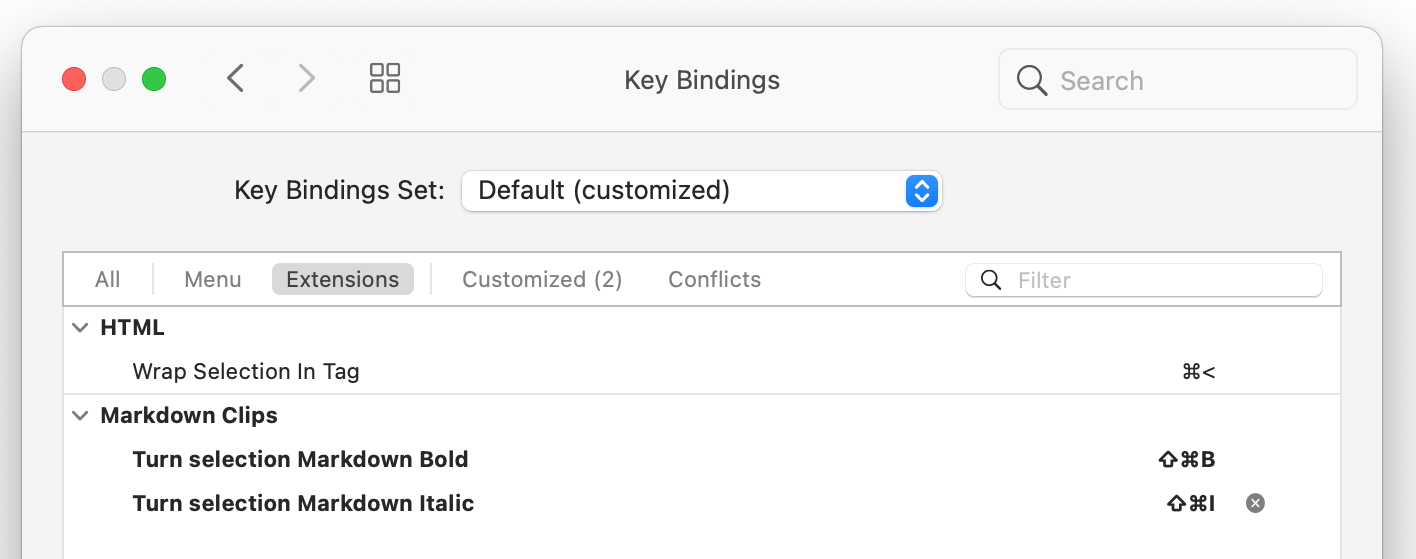 Key Bindings Search
Key Bindings Set: Default (customized)
All Menu Extensions Customized (2) Conflicts Filter
HTML
Wrap Selection In Tag ⌘<
Markdown Clips
Turn selection Markdown Bold ⇧⌘B
Turn selection Markdown Italic ⇧⌘I